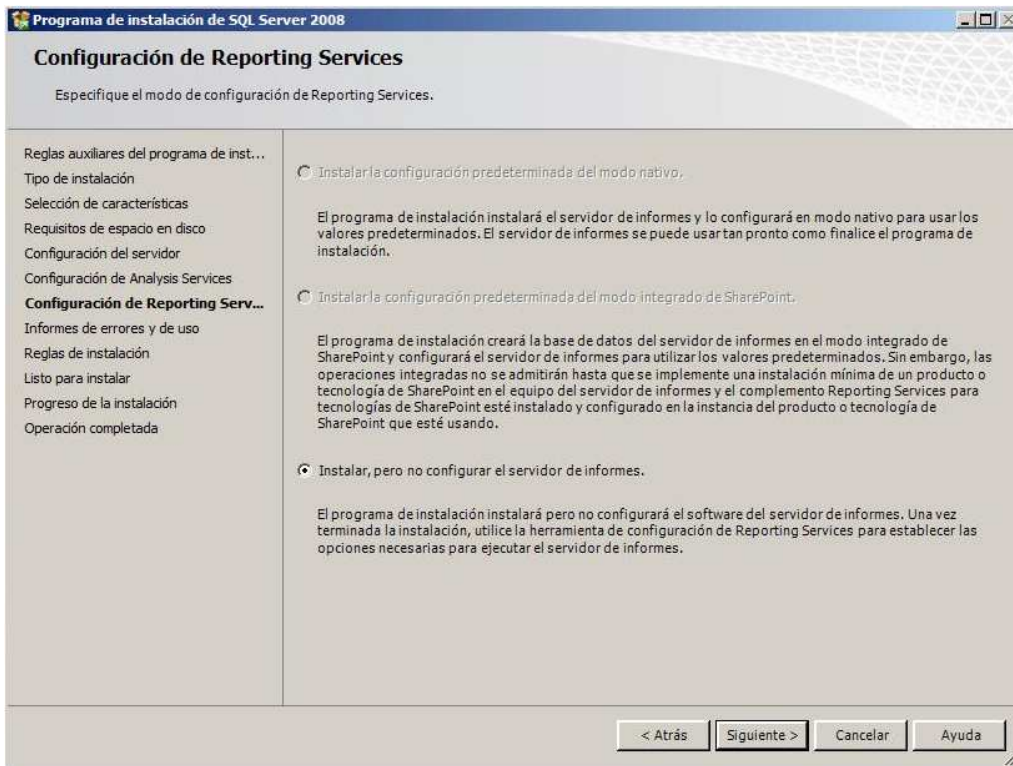 Programa de instalación de SQL Server 2008
Configuración de Reporting Services
Especifique el modo de configuración de Reporting Services.
Reglas auxiliares del programa de inst...
Tipo de instalación
Selección de características
Requisitos de espacio en disco
Configuración del servidor
Configuración de Analysis Services
Configuración de Reporting Serv...
Informes de errores y de uso
Reglas de instalación
Listo para instalar
Progreso de la instalación
Operación completada
Instalar la configuración predeterminada del modo nativo.
El programa de instalación instalará el servidor de informes y lo configurará en modo nativo para usar los
valores predeterminados. El servidor de informes se puede usar tan pronto como finalice el programa de
instalación.
Instalar la configuración predeterminada del modo integrado de SharePoint.
El programa de instalación creará la base de datos del servidor de informes en el modo integrado de
SharePoint y configurará el servidor de informes para utilizar los valores predeterminados. Sin embargo, las
operaciones integradas no se admitirán hasta que se implemente una instalación mínima de un producto o
tecnología de SharePoint en el equipo del servidor de informes y el complemento Reporting Services para
tecnologías de SharePoint esté instalado y configurado en la instancia del producto o tecnología de
SharePoint que esté usando.
Instalar, pero no configurar el servidor de informes.
El programa de instalación instalará pero no configurará el software del servidor de informes. Una vez
terminada la instalación, utilice la herramienta de configuración de Reporting Services para establecer las
opciones necesarias para ejecutar el servidor de informes.
< Atrás
Siguiente >
Cancelar
Ayuda